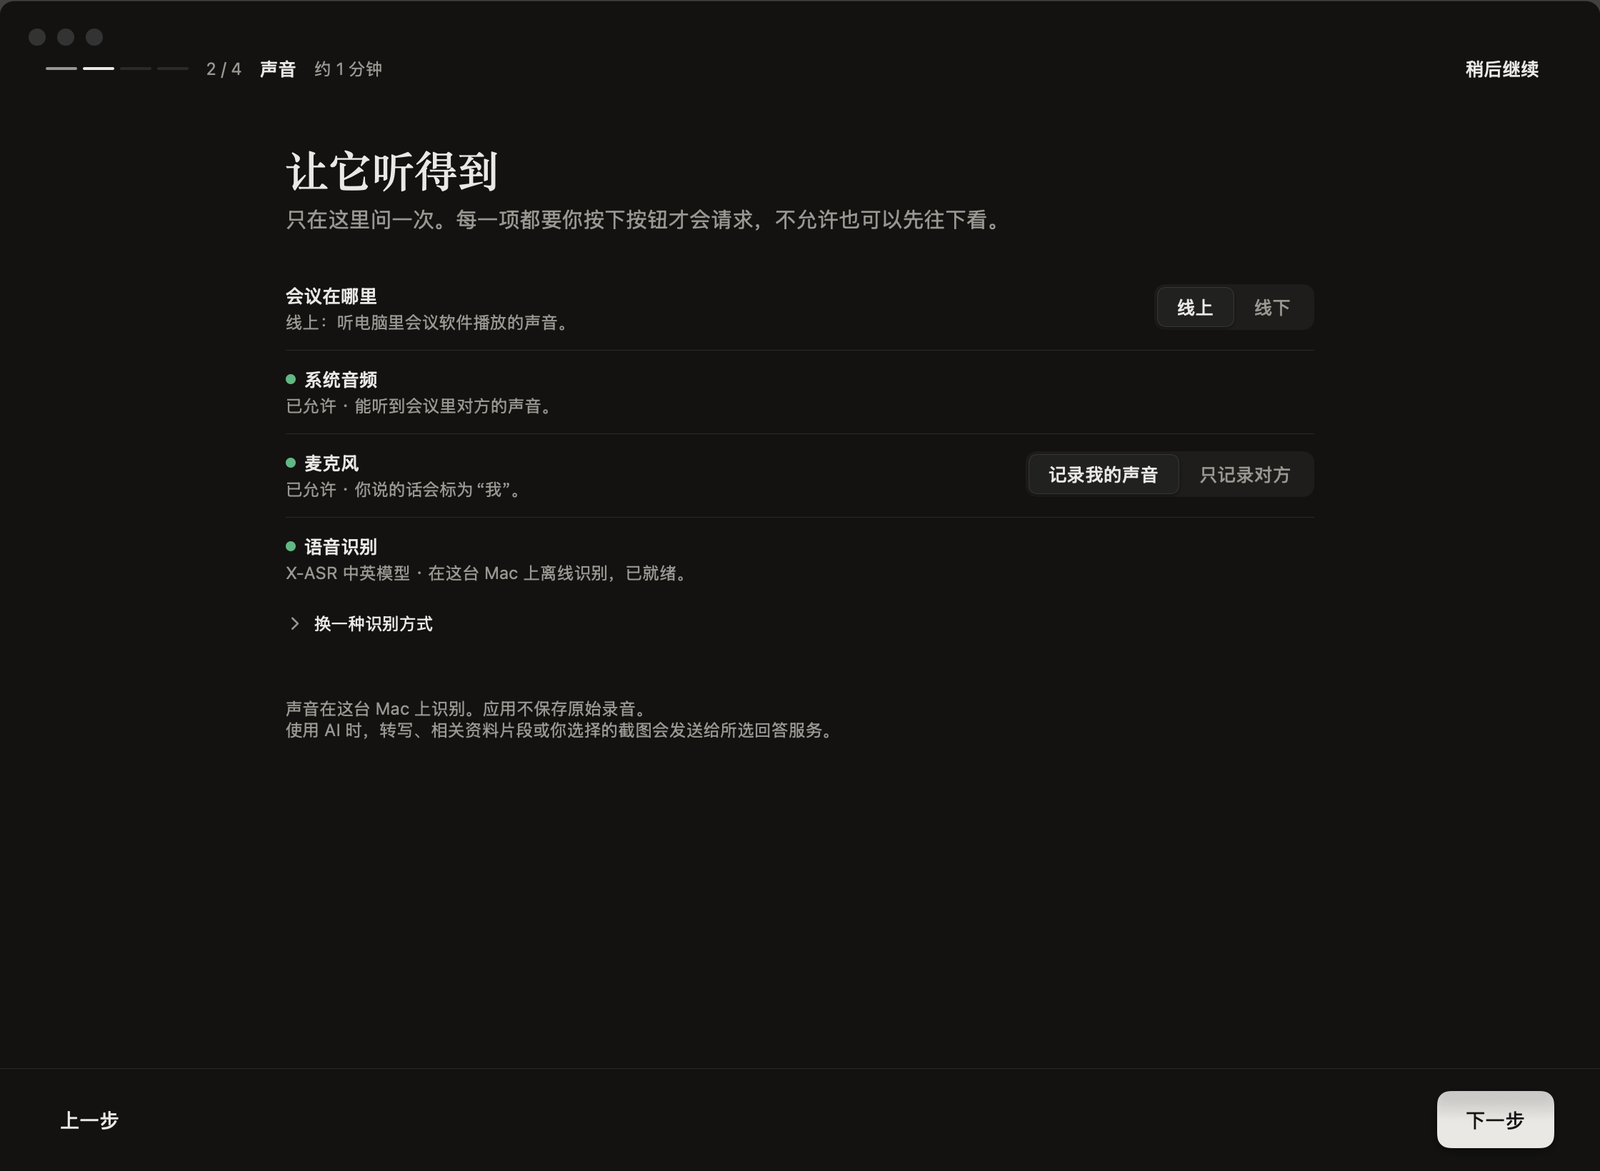 2 / 4 声音 约 1 分钟
稍后继续
让它听得到
只在这里问一次。每一项都要你按下按钮才会请求，不允许也可以先往下看。
会议在哪里
线上：听电脑里会议软件播放的声音。
线上 线下
系统音频
已允许 · 能听到会议里对方的声音。
麦克风
已允许 · 你说的话会标为“我”。
记录我的声音 只记录对方
语音识别
X-ASR 中英模型 · 在这台 Mac 上离线识别，已就绪。
换一种识别方式
声音在这台 Mac 上识别。应用不保存原始录音。
使用 AI 时，转写、相关资料片段或你选择的截图会发送给所选回答服务。
上一步
下一步